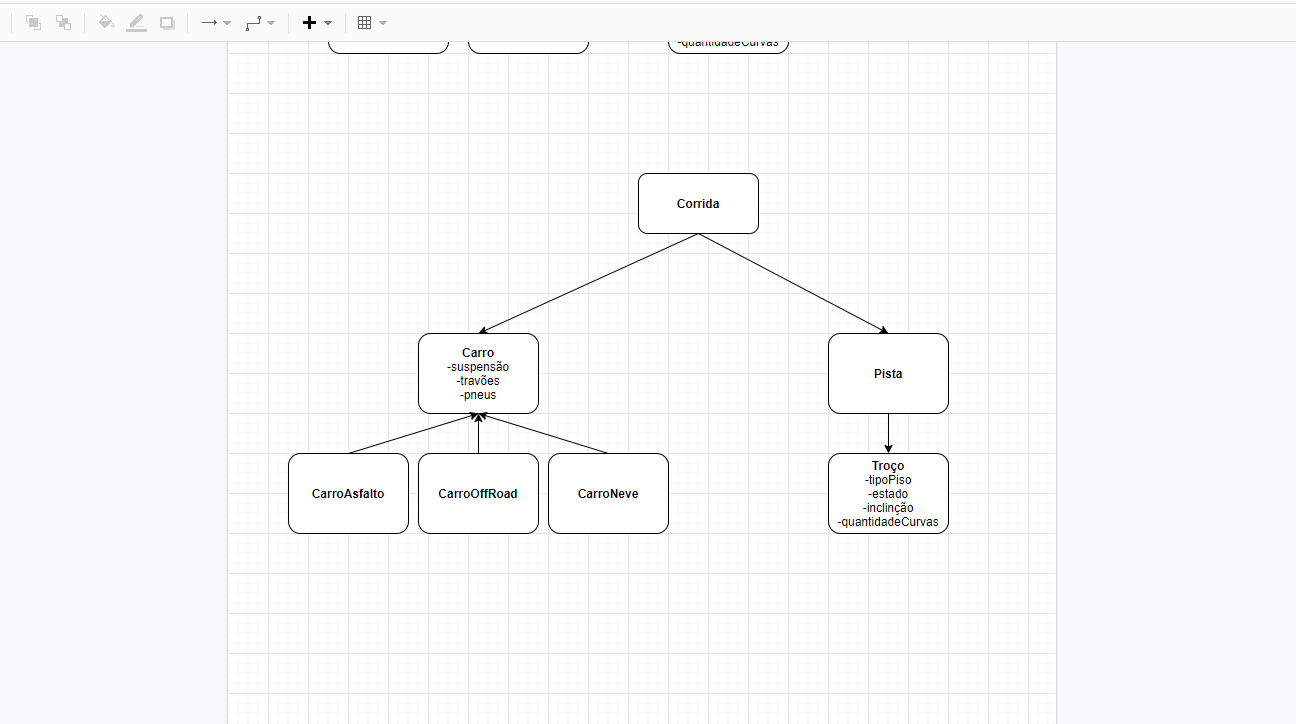 -quantidadeCurvas
Corrida
Carro
-suspensão
-travões
-pneus
Pista
CarroAsfalto
CarroOffRoad
CarroNeve
Troço
-tipoPiso
-estado
-inclinção
-quantidadeCurvas